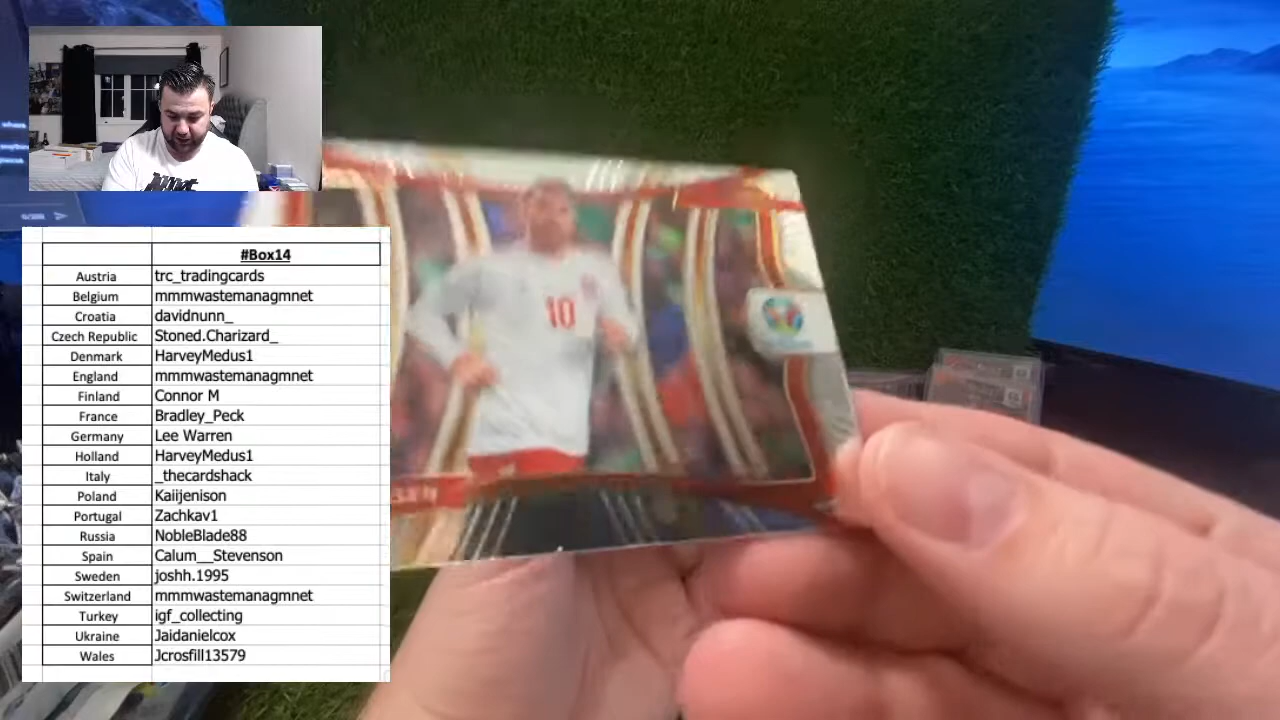 #Box14
Austria trc_tradingcards
Belgium mmmwastemanagmnet
Croatia davidnunn_
Czech Republic Stoned.Charizard_
Denmark HarveyMedus1
England mmmwastemanagmnet
Finland Connor M
France Bradley_Peck
Germany Lee Warren
Holland HarveyMedus1
Italy _thecardshack
Poland Kaiijenison
Portugal Zachkav1
Russia NobleBlade88
Spain Calum__Stevenson
Sweden joshh.1995
Switzerland mmmwastemanagmnet
Turkey igf_collecting
Ukraine Jaidanielcox
Wales Jcrosfill13579
10